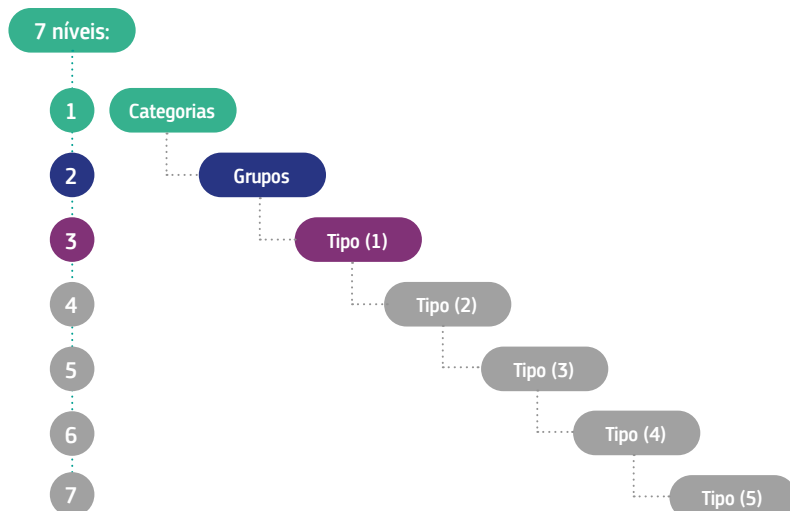 7 níveis:
1 Categorias
2 Grupos
3 Tipo (1)
4 Tipo (2)
5 Tipo (3)
6 Tipo (4)
7 Tipo (5)